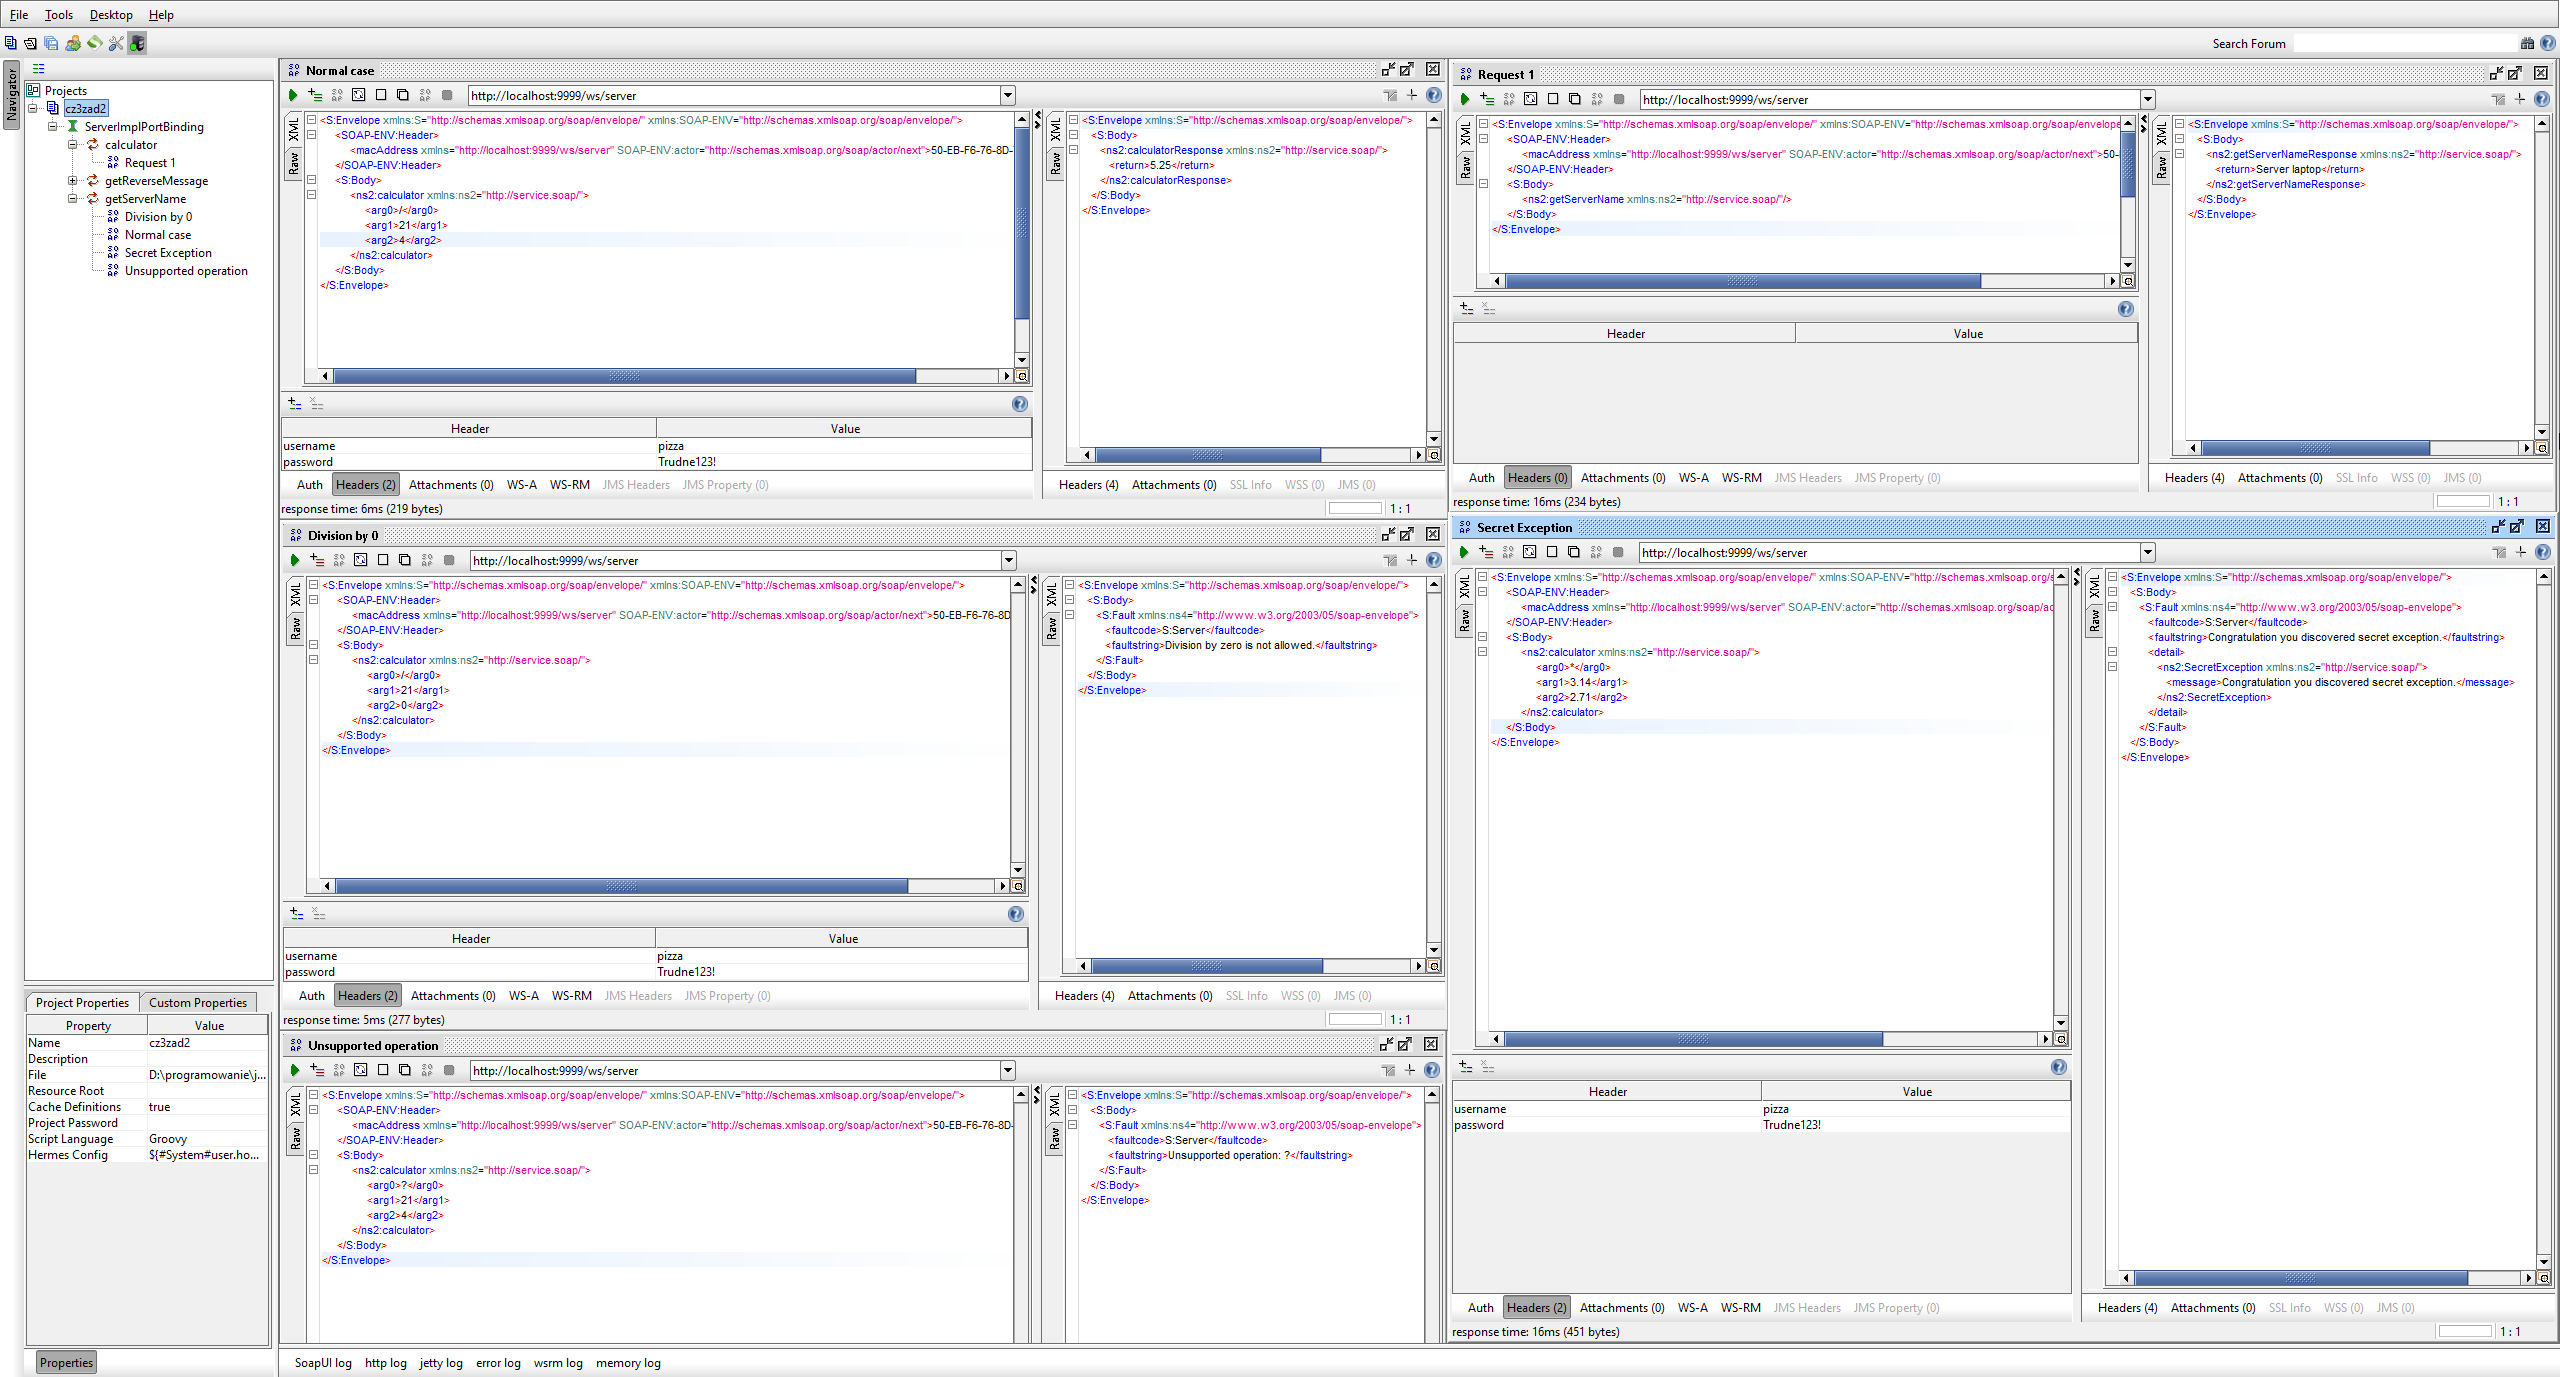 File Tools Desktop Help
Search Forum
Navigator
Projects
cz3zad2
ServerImplPortBinding
calculator
Request 1
getReverseMessage
getServerName
Division by 0
Normal case
Secret Exception
Unsupported operation
Project Properties Custom Properties
Property Value
Name cz3zad2
Description
File D:\programowanie\j...
Resource Root
Cache Definitions true
Project Password
Script Language Groovy
Hermes Config ${#System#user.ho...
Properties
Normal case
http://localhost:9999/ws/server
XML
Raw
<S:Envelope xmlns:S="http://schemas.xmlsoap.org/soap/envelope/" xmlns:SOAP-ENV="http://schemas.xmlsoap.org/soap/envelope/">
<SOAP-ENV:Header>
<macAddress xmlns="http://localhost:9999/ws/server" SOAP-ENV:actor="http://schemas.xmlsoap.org/soap/actor/next">50-EB-F6-76-8D-
</SOAP-ENV:Header>
<S:Body>
<ns2:calculator xmlns:ns2="http://service.soap/">
<arg0>/</arg0>
<arg1>21</arg1>
<arg2>4</arg2>
</ns2:calculator>
</S:Body>
</S:Envelope>
Header Value
username pizza
password Trudne123!
Auth Headers (2) Attachments (0) WS-A WS-RM JMS Headers JMS Property (0)
response time: 6ms (219 bytes)
XML
Raw
<S:Envelope xmlns:S="http://schemas.xmlsoap.org/soap/envelope/">
<S:Body>
<ns2:calculatorResponse xmlns:ns2="http://service.soap/">
<return>5.25</return>
</ns2:calculatorResponse>
</S:Body>
</S:Envelope>
Headers (4) Attachments (0) SSL Info WSS (0) JMS (0)
1 : 1
Request 1
http://localhost:9999/ws/server
XML
Raw
<S:Envelope xmlns:S="http://schemas.xmlsoap.org/soap/envelope/" xmlns:SOAP-ENV="http://schemas.xmlsoap.org/soap/envelope
<SOAP-ENV:Header>
<macAddress xmlns="http://localhost:9999/ws/server" SOAP-ENV:actor="http://schemas.xmlsoap.org/soap/actor/next">50-
</SOAP-ENV:Header>
<S:Body>
<ns2:getServerName xmlns:ns2="http://service.soap/"/>
</S:Body>
</S:Envelope>
Header Value
Auth Headers (0) Attachments (0) WS-A WS-RM JMS Headers JMS Property (0)
response time: 16ms (234 bytes)
XML
Raw
<S:Envelope xmlns:S="http://schemas.xmlsoap.org/soap/envelope/">
<S:Body>
<ns2:getServerNameResponse xmlns:ns2="http://service.soap/">
<return>Server laptop</return>
</ns2:getServerNameResponse>
</S:Body>
</S:Envelope>
Headers (4) Attachments (0) SSL Info WSS (0) JMS (0)
1 : 1
Division by 0
http://localhost:9999/ws/server
XML
Raw
<S:Envelope xmlns:S="http://schemas.xmlsoap.org/soap/envelope/" xmlns:SOAP-ENV="http://schemas.xmlsoap.org/soap/envelope/">
<SOAP-ENV:Header>
<macAddress xmlns="http://localhost:9999/ws/server" SOAP-ENV:actor="http://schemas.xmlsoap.org/soap/actor/next">50-EB-F6-76-8D
</SOAP-ENV:Header>
<S:Body>
<ns2:calculator xmlns:ns2="http://service.soap/">
<arg0>/</arg0>
<arg1>21</arg1>
<arg2>0</arg2>
</ns2:calculator>
</S:Body>
</S:Envelope>
Header Value
username pizza
password Trudne123!
Auth Headers (2) Attachments (0) WS-A WS-RM JMS Headers JMS Property (0)
response time: 5ms (277 bytes)
XML
Raw
<S:Envelope xmlns:S="http://schemas.xmlsoap.org/soap/envelope/">
<S:Body>
<S:Fault xmlns:ns4="http://www.w3.org/2003/05/soap-envelope">
<faultcode>S:Server</faultcode>
<faultstring>Division by zero is not allowed.</faultstring>
</S:Fault>
</S:Body>
</S:Envelope>
Headers (4) Attachments (0) SSL Info WSS (0) JMS (0)
1 : 1
Secret Exception
http://localhost:9999/ws/server
XML
Raw
<S:Envelope xmlns:S="http://schemas.xmlsoap.org/soap/envelope/" xmlns:SOAP-ENV="http://schemas.xmlsoap.org/s
<SOAP-ENV:Header>
<macAddress xmlns="http://localhost:9999/ws/server" SOAP-ENV:actor="http://schemas.xmlsoap.org/soap/ac
</SOAP-ENV:Header>
<S:Body>
<ns2:calculator xmlns:ns2="http://service.soap/">
<arg0>*</arg0>
<arg1>3.14</arg1>
<arg2>2.71</arg2>
</ns2:calculator>
</S:Body>
</S:Envelope>
Header Value
username pizza
password Trudne123!
Auth Headers (2) Attachments (0) WS-A WS-RM JMS Headers JMS Property (0)
response time: 16ms (451 bytes)
XML
Raw
<S:Envelope xmlns:S="http://schemas.xmlsoap.org/soap/envelope/">
<S:Body>
<S:Fault xmlns:ns4="http://www.w3.org/2003/05/soap-envelope">
<faultcode>S:Server</faultcode>
<faultstring>Congratulation you discovered secret exception.</faultstring>
<detail>
<ns2:SecretException xmlns:ns2="http://service.soap/">
<message>Congratulation you discovered secret exception.</message>
</ns2:SecretException>
</detail>
</S:Fault>
</S:Body>
</S:Envelope>
Headers (4) Attachments (0) SSL Info WSS (0) JMS (0)
1 : 1
Unsupported operation
http://localhost:9999/ws/server
XML
Raw
<S:Envelope xmlns:S="http://schemas.xmlsoap.org/soap/envelope/" xmlns:SOAP-ENV="http://schemas.xmlsoap.org/soap/envelope/">
<SOAP-ENV:Header>
<macAddress xmlns="http://localhost:9999/ws/server" SOAP-ENV:actor="http://schemas.xmlsoap.org/soap/actor/next">50-EB-F6-76-8D-
</SOAP-ENV:Header>
<S:Body>
<ns2:calculator xmlns:ns2="http://service.soap/">
<arg0>?</arg0>
<arg1>21</arg1>
<arg2>4</arg2>
</ns2:calculator>
</S:Body>
</S:Envelope>
XML
Raw
<S:Envelope xmlns:S="http://schemas.xmlsoap.org/soap/envelope/">
<S:Body>
<S:Fault xmlns:ns4="http://www.w3.org/2003/05/soap-envelope">
<faultcode>S:Server</faultcode>
<faultstring>Unsupported operation: ?</faultstring>
</S:Fault>
</S:Body>
</S:Envelope>
SoapUI log http log jetty log error log wsrm log memory log